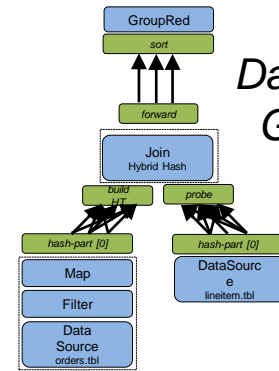 GroupRed
sort
Da
G
forward
Join
Hybrid Hash
build
HT
probe
hash-part [0]
hash-part [0]
Map
DataSourc
e
lineitem.tbl
Filter
Data
Source
orders.tbl